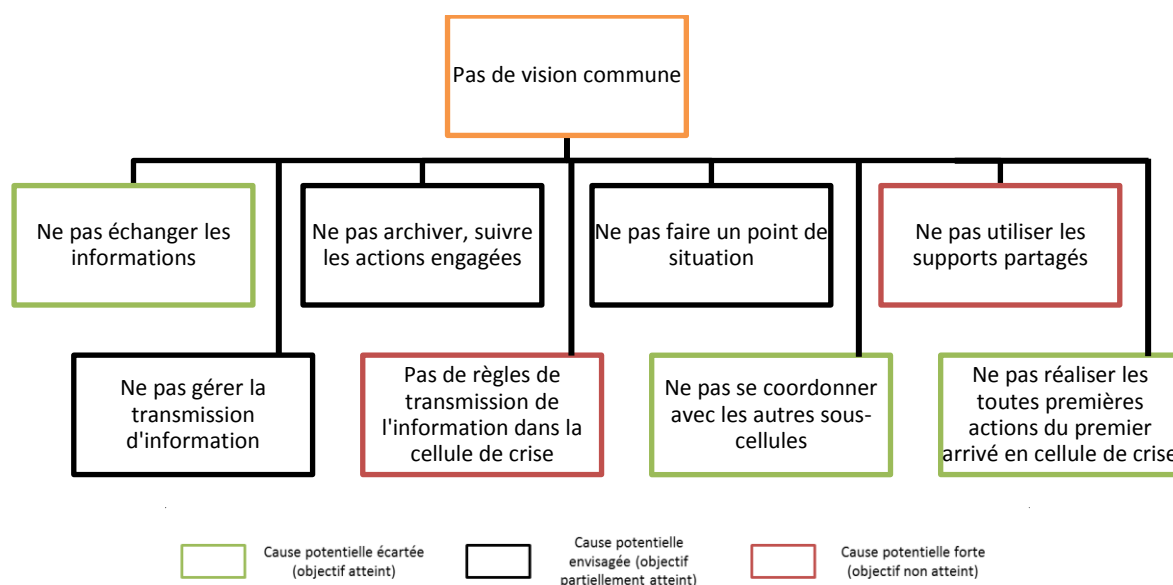 Pas de vision commune
Ne pas échanger les
informations
Ne pas archiver, suivre
les actions engagées
Ne pas faire un point de
situation
Ne pas utiliser les
supports partagés
Ne pas gérer la
transmission
d'information
Pas de règles de
transmission de
l'information dans la
cellule de crise
Ne pas se coordonner
avec les autres sous-
cellules
Ne pas réaliser les
toutes premières
actions du premier
arrivé en cellule de crise
Cause potentielle écartée
(objectif atteint)
Cause potentielle
envisagée (objectif
partiellement atteint)
Cause potentielle forte
(objectif non atteint)